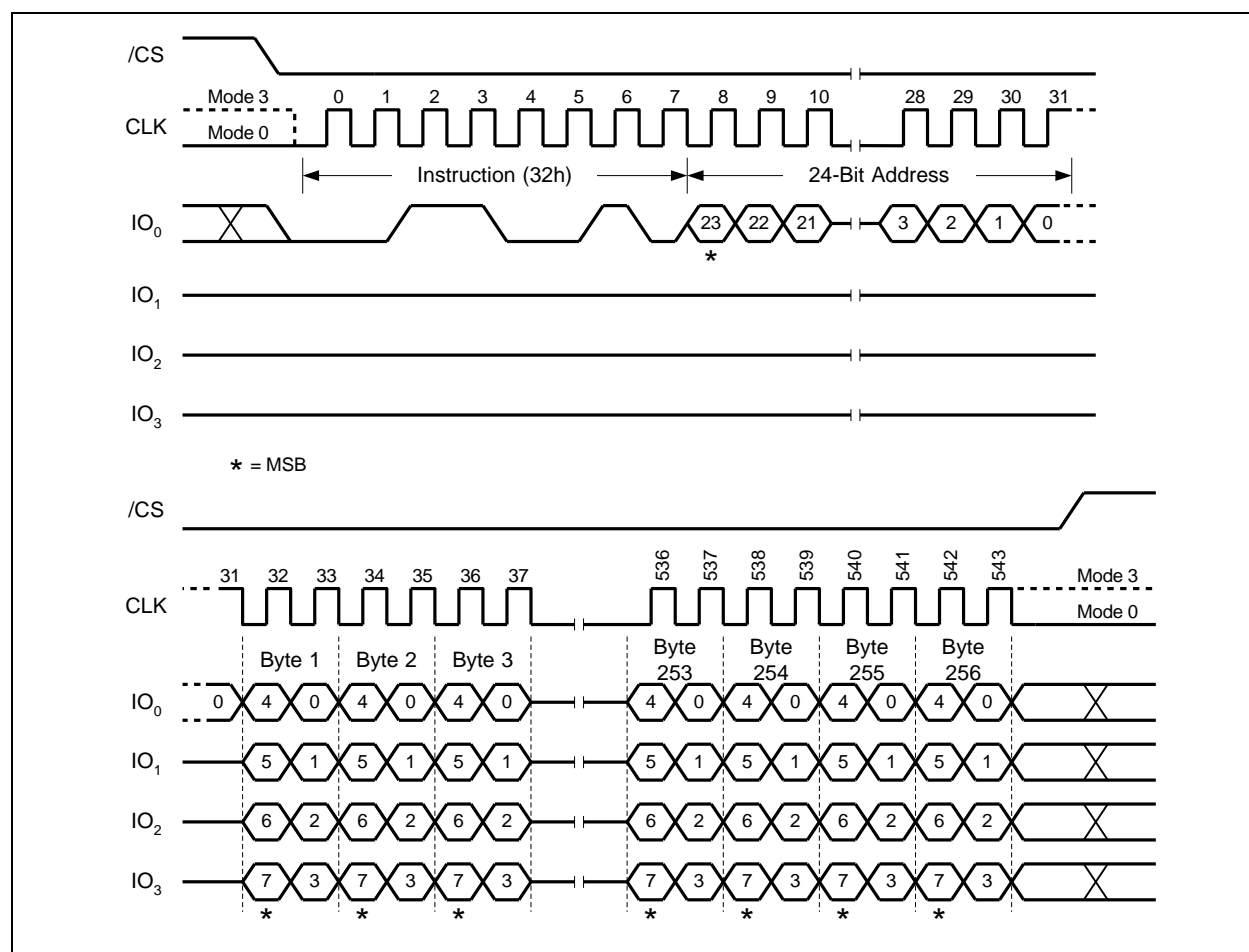 /CS
Mode 3 0 1 2 3 4 5 6 7 8 9 10 28 29 30 31
CLK
Mode 0
Instruction (32h) 24-Bit Address
IO0 23 22 21 3 2 1 0
*
IO1
IO2
IO3
* = MSB
/CS
31 32 33 34 35 36 37 536 537 538 539 540 541 542 543 Mode 3
CLK
Mode 0
Byte 1 Byte 2 Byte 3 Byte 253 Byte 254 Byte 255 Byte 256
IO0 0 4 0 4 0 4 0 4 0 4 0 4 0 4 0
IO1 5 1 5 1 5 1 5 1 5 1 5 1 5 1
IO2 6 2 6 2 6 2 6 2 6 2 6 2 6 2
IO3 7 3 7 3 7 3 7 3 7 3 7 3 7 3
* * * * * * *